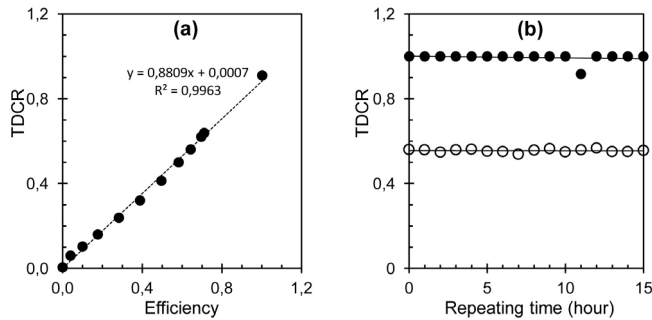 (a)
y = 0,8809x + 0,0007
R² = 0,9963
TDCR
1,2
0,8
0,4
0,0
0,0 0,4 0,8 1,2
Efficiency
(b)
TDCR
1,2
0,8
0,4
0
0 5 10 15
Repeating time (hour)